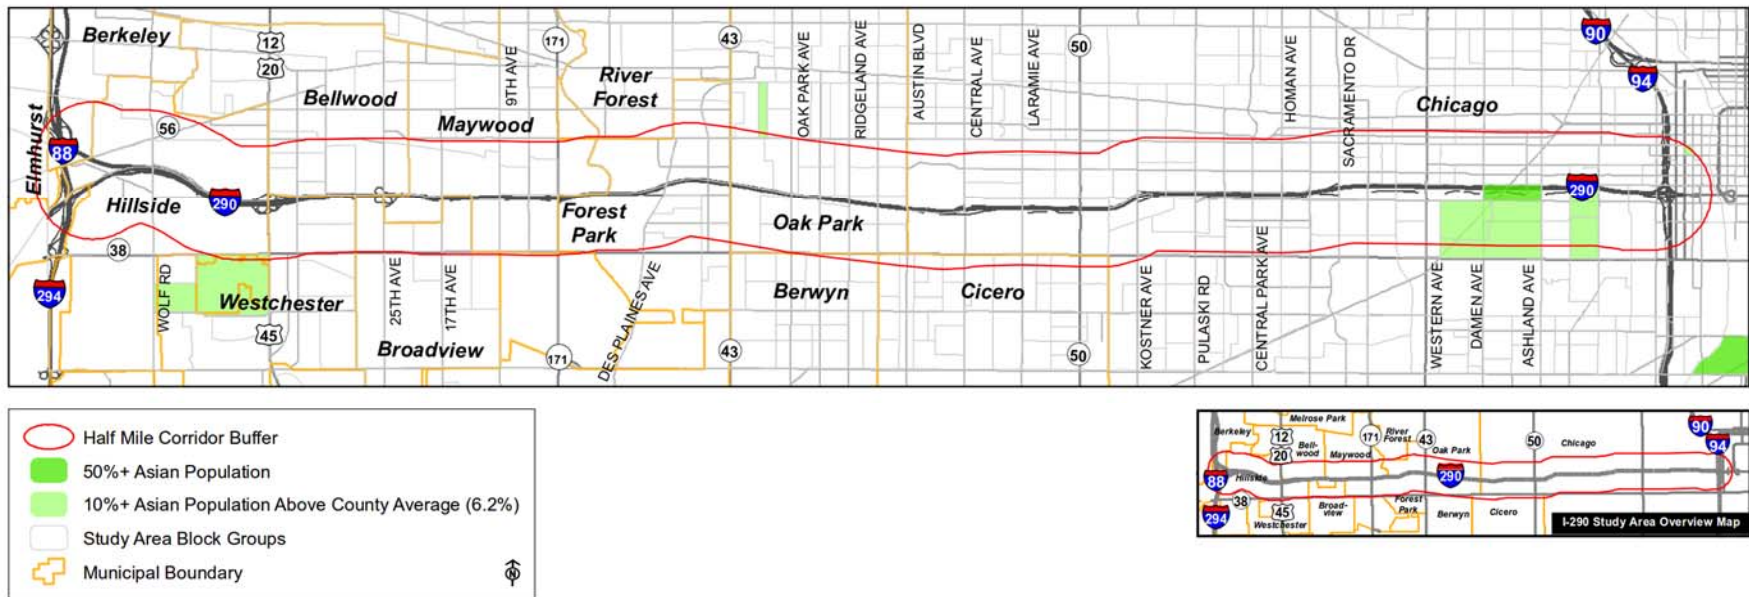 Berkeley
12
20
9TH AVE
171
River
Forest
43
OAK PARK AVE
RIDGELAND AVE
AUSTIN BLVD
CENTRAL AVE
LARAMIE AVE
50
HOMAN AVE
SACRAMENTO DR
90
94
Chicago
Bellwood
Maywood
56
Elmhurst
88
Hillside
290
Forest
Park
Oak Park
290
38
294
WOLF RD
Westchester
45
25TH AVE
17TH AVE
Broadview
171
DES PLAINES AVE
43
Berwyn
Cicero
50
KOSTNER AVE
PULASKI RD
CENTRAL PARK AVE
WESTERN AVE
DAMEN AVE
ASHLAND AVE
Half Mile Corridor Buffer
50%+ Asian Population
10%+ Asian Population Above County Average (6.2%)
Study Area Block Groups
Municipal Boundary
N
Melrose Park
Berkeley
12
20
Bell-
wood
Maywood
171
River
Forest
43
Oak Park
50
Chicago
90
94
88
Hillside
290
38
294
45
Westchester
Broad-
view
Forest
Park
Berwyn
Cicero
I-290 Study Area Overview Map